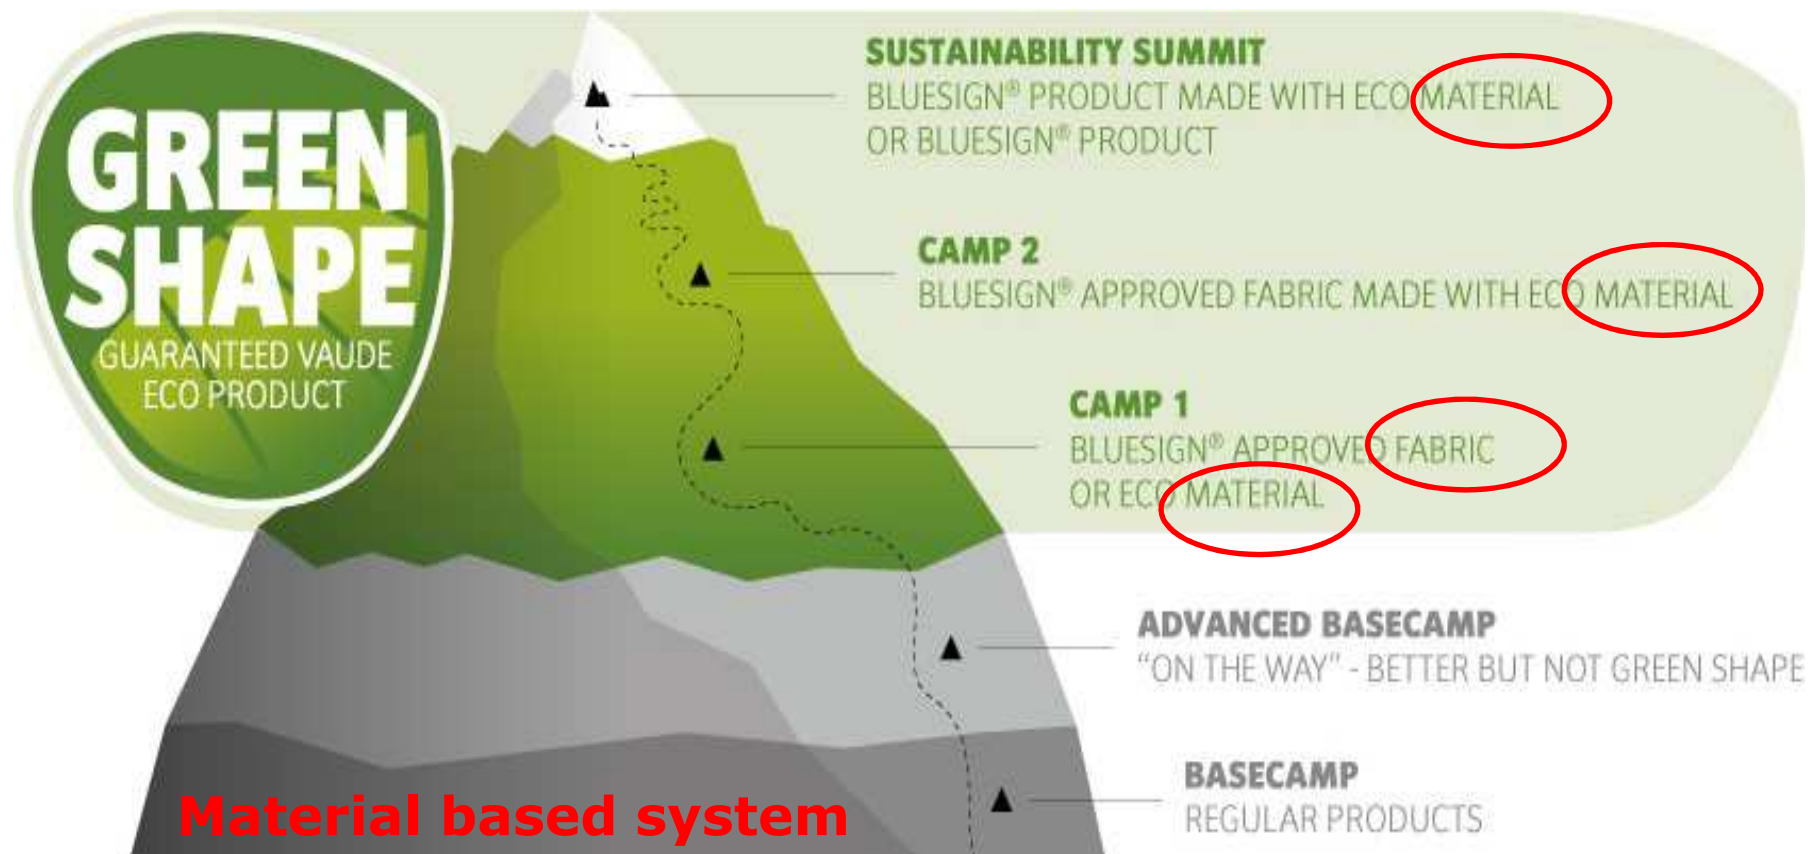 GREEN
SHAPE
GUARANTEED VAUDE
ECO PRODUCT
SUSTAINABILITY SUMMIT
BLUESIGN® PRODUCT MADE WITH ECO MATERIAL
OR BLUESIGN® PRODUCT
CAMP 2
BLUESIGN® APPROVED FABRIC MADE WITH ECO MATERIAL
CAMP 1
BLUESIGN® APPROVED FABRIC
OR ECO MATERIAL
ADVANCED BASECAMP
“ON THE WAY” - BETTER BUT NOT GREEN SHAPE
BASECAMP
REGULAR PRODUCTS
Material based system